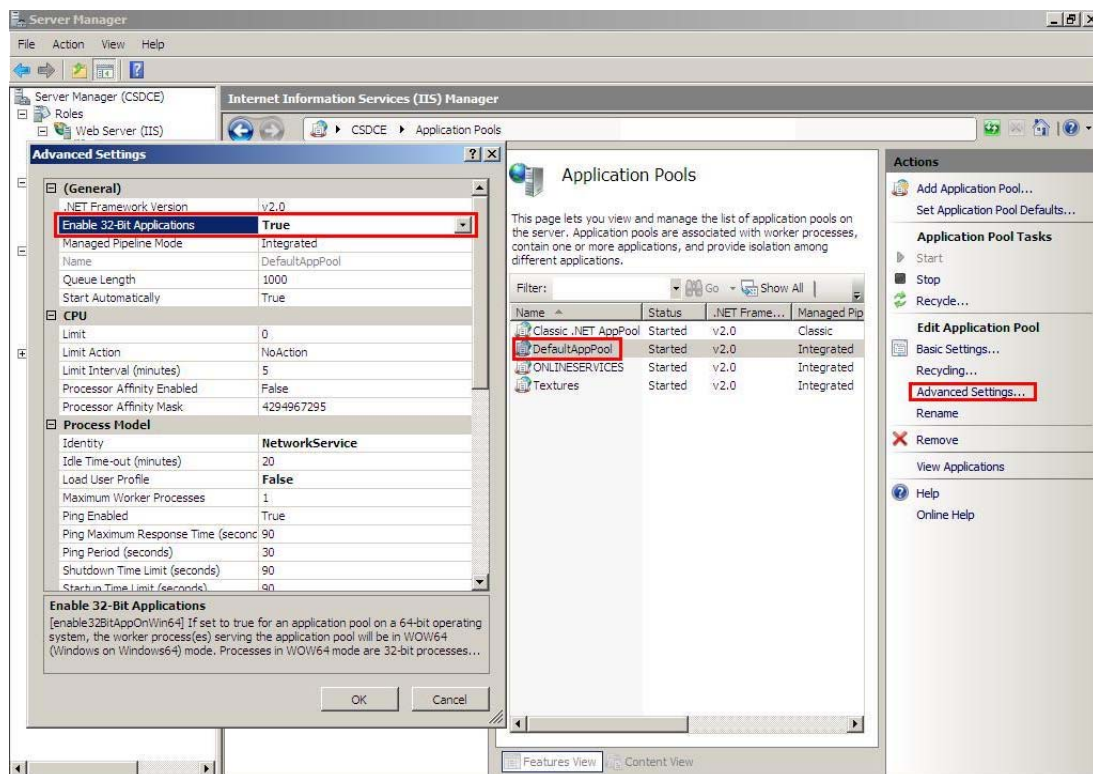 Server Manager
File Action View Help
Server Manager (CSDCE)
Roles
Web Server (IIS)
Internet Information Services (IIS) Manager
CSDCE Application Pools
Advanced Settings
(General)
.NET Framework Version v2.0
Enable 32-Bit Applications True
Managed Pipeline Mode Integrated
Name DefaultAppPool
Queue Length 1000
Start Automatically True
CPU
Limit 0
Limit Action NoAction
Limit Interval (minutes) 5
Processor Affinity Enabled False
Processor Affinity Mask 4294967295
Process Model
Identity NetworkService
Idle Time-out (minutes) 20
Load User Profile False
Maximum Worker Processes 1
Ping Enabled True
Ping Maximum Response Time (second 90
Ping Period (seconds) 30
Shutdown Time Limit (seconds) 90
Startup Time Limit (seconds) 90
Enable 32-Bit Applications
[enable32BitAppOnWin64] If set to true for an application pool on a 64-bit operating
system, the worker process(es) serving the application pool will be in WOW64
(Windows on Windows64) mode. Processes in WOW64 mode are 32-bit processes...
OK Cancel
Application Pools
This page lets you view and manage the list of application pools on
the server. Application pools are associated with worker processes,
contain one or more applications, and provide isolation among
different applications.
Filter: Go Show All
Name Status .NET Frame... Managed Pip
Classic .NET AppPool Started v2.0 Classic
DefaultAppPool Started v2.0 Integrated
ONLINESERVICES Started v2.0 Integrated
Textures Started v2.0 Integrated
Features View Content View
Actions
Add Application Pool...
Set Application Pool Defaults...
Application Pool Tasks
Start
Stop
Recycle...
Edit Application Pool
Basic Settings...
Recycling...
Advanced Settings...
Rename
Remove
View Applications
Help
Online Help